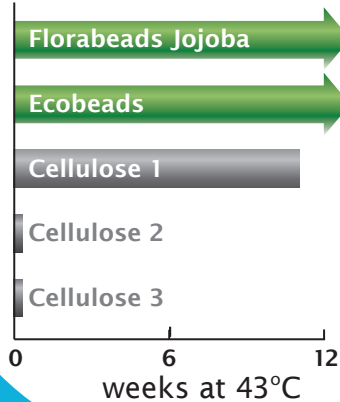 Florabeads Jojoba
Ecobeads
Cellulose 1
Cellulose 2
Cellulose 3
0 6 12
weeks at 43°C